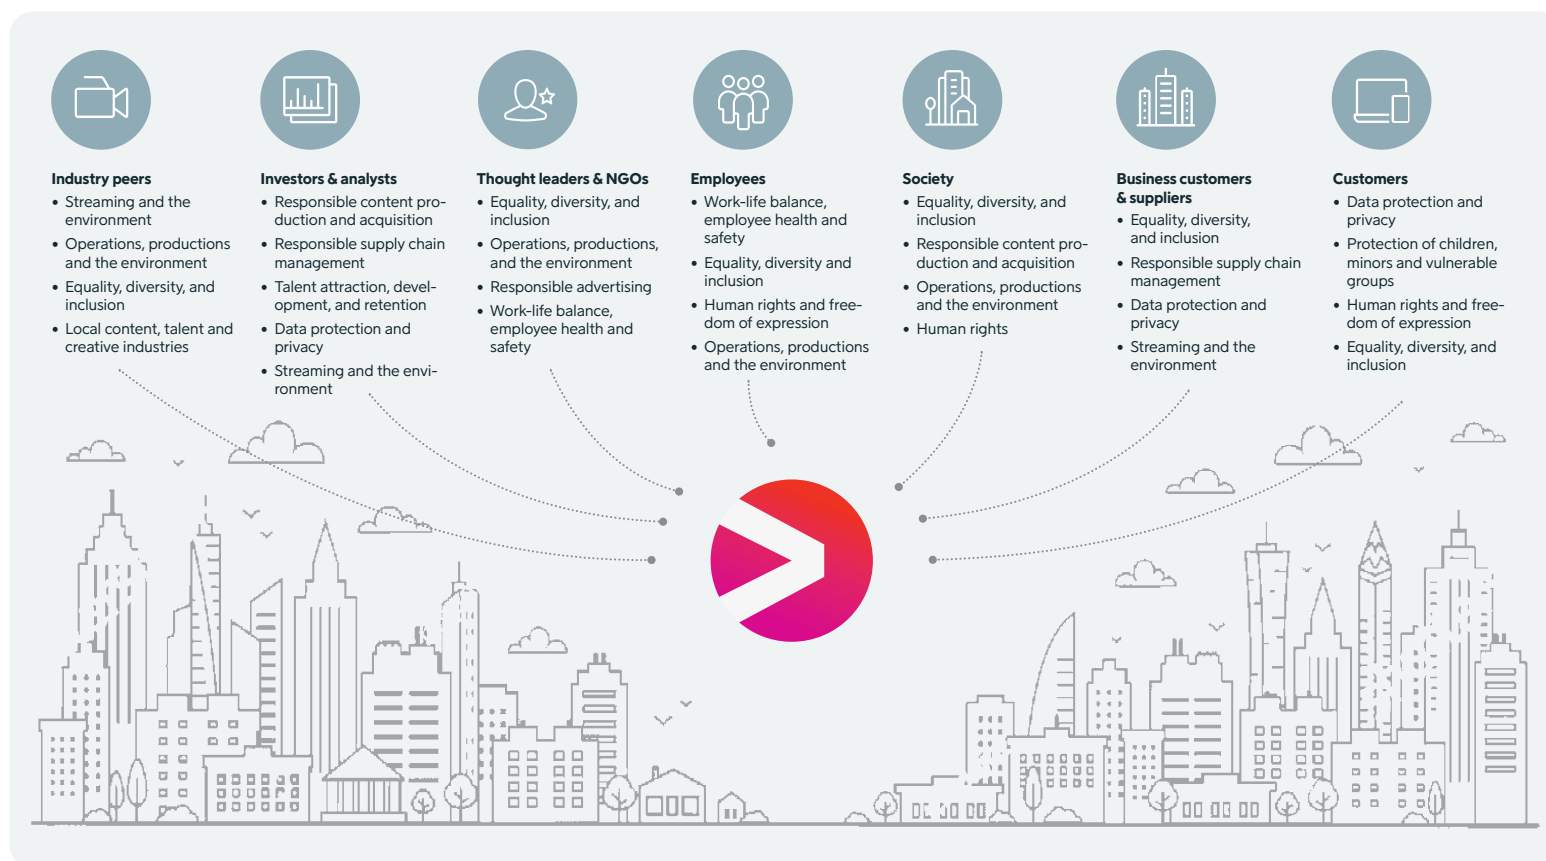 Industry peers
• Streaming and the
environment
• Operations, productions
and the environment
• Equality, diversity, and
inclusion
• Local content, talent and
creative industries
Investors & analysts
• Responsible content pro-
duction and acquisition
• Responsible supply chain
management
• Talent attraction, devel-
opment, and retention
• Data protection and
privacy
• Streaming and the envi-
ronment
Thought leaders & NGOs
• Equality, diversity, and
inclusion
• Operations, productions,
and the environment
• Responsible advertising
• Work-life balance,
employee health and
safety
Employees
• Work-life balance,
employee health and
safety
• Equality, diversity and
inclusion
• Human rights and free-
dom of expression
• Operations, productions
and the environment
Society
• Equality, diversity, and
inclusion
• Responsible content pro-
duction and acquisition
• Operations, productions
and the environment
• Human rights
Business customers
& suppliers
• Equality, diversity,
and inclusion
• Responsible supply chain
management
• Data protection and
privacy
• Streaming and the
environment
Customers
• Data protection and
privacy
• Protection of children,
minors and vulnerable
groups
• Human rights and free-
dom of expression
• Equality, diversity, and
inclusion